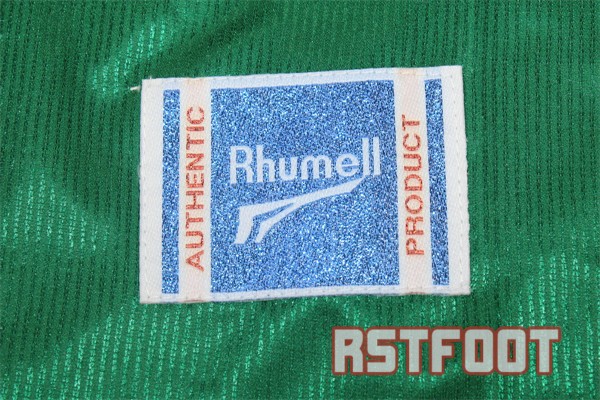 AUTHENTIC
Rhumell
PRODUCT
RSTFOOT